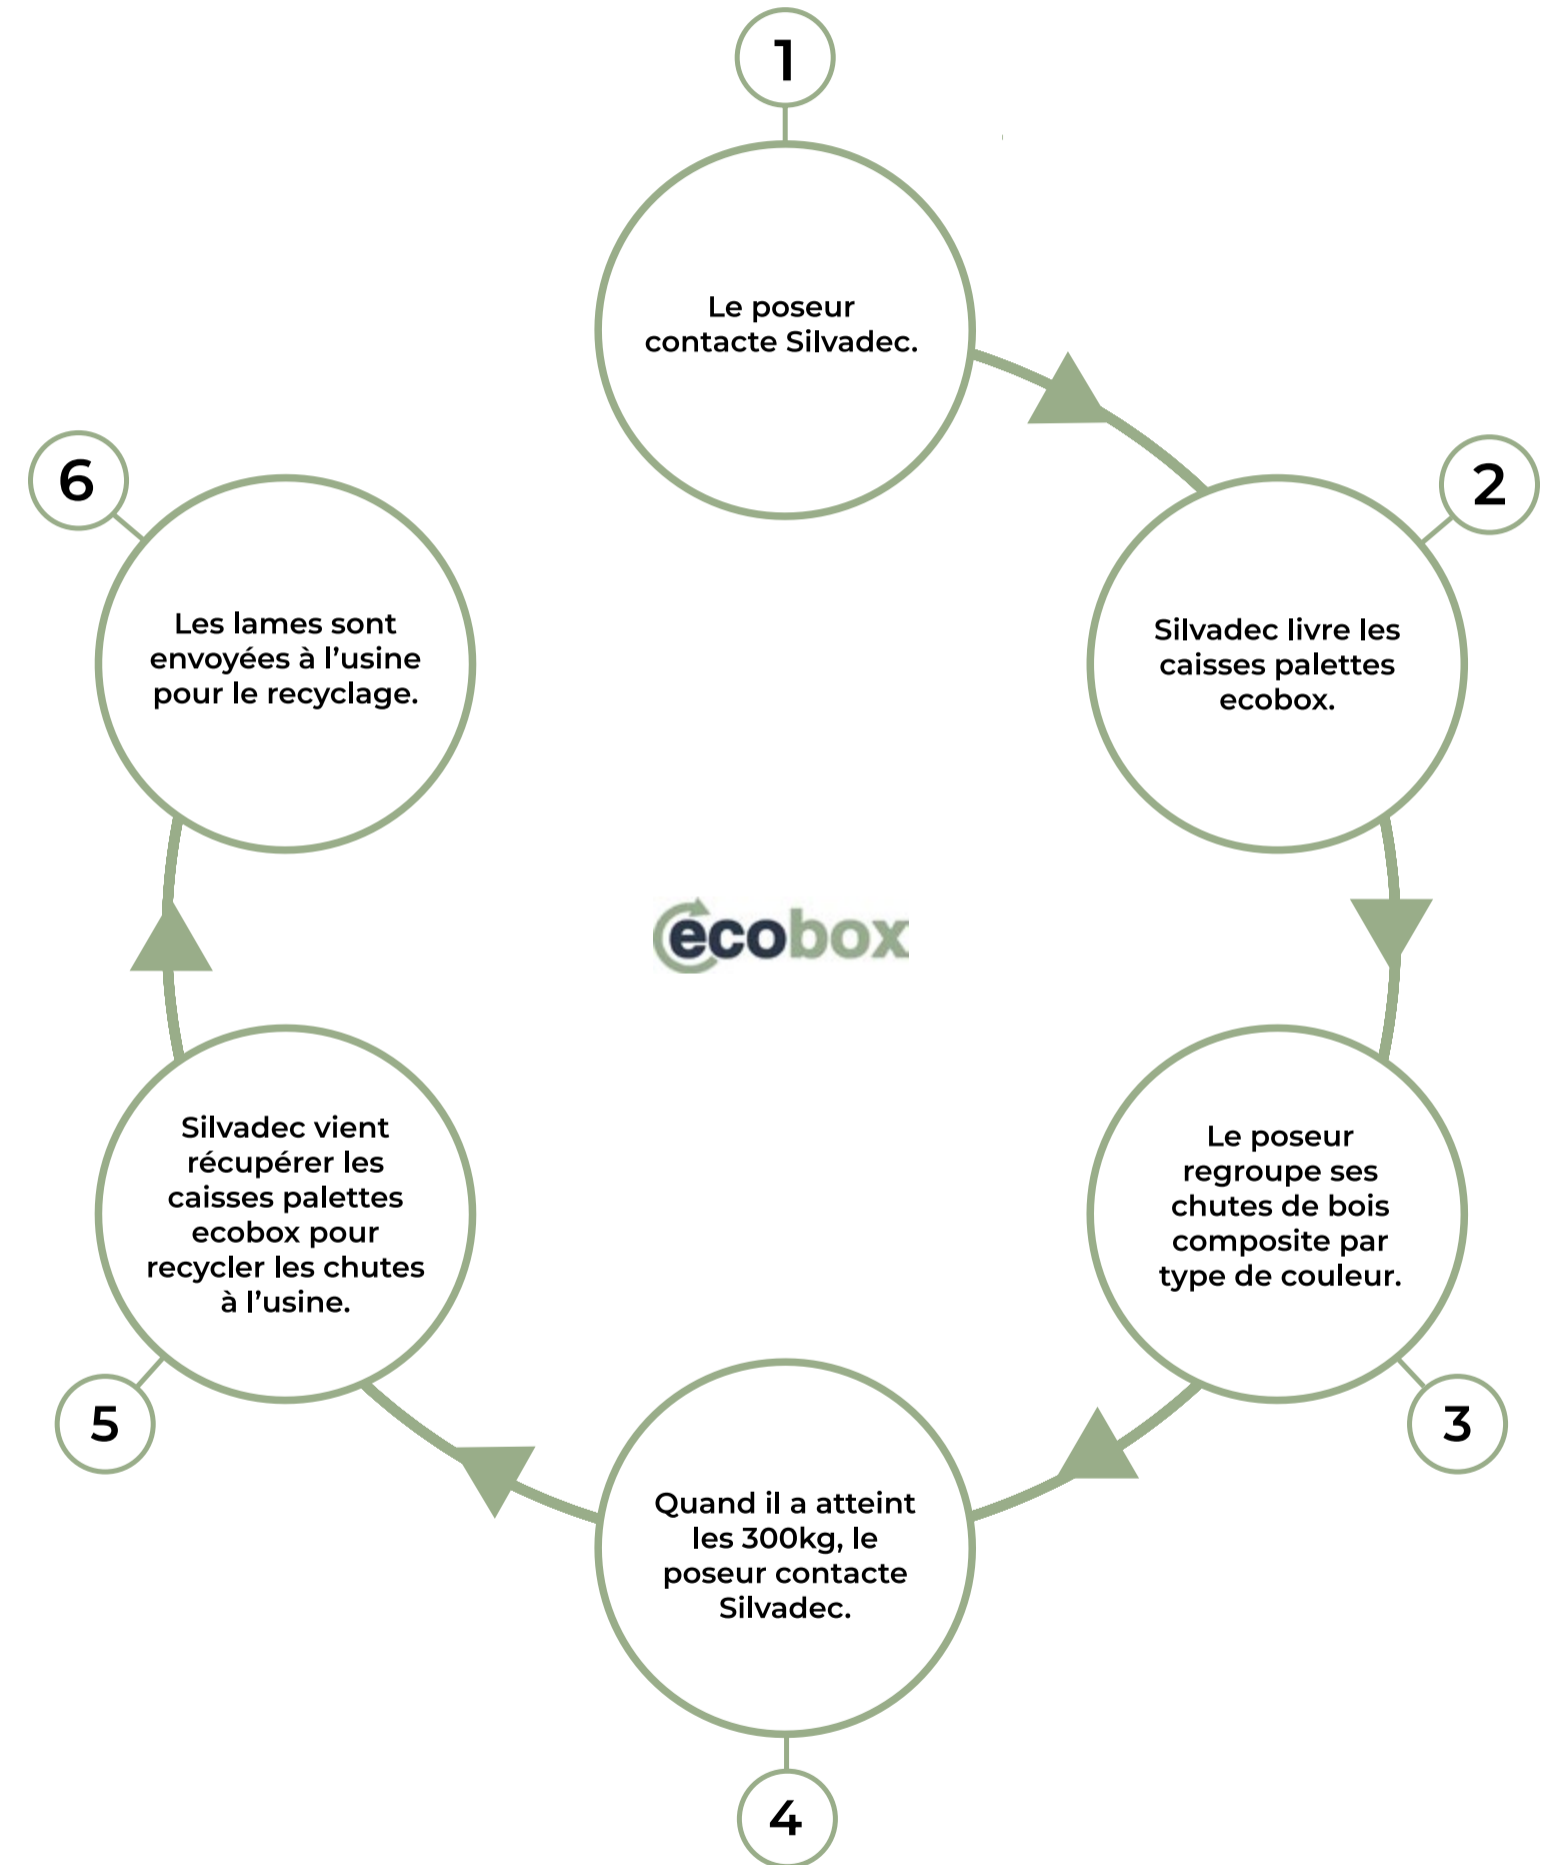 1
Le poseur
contacte Silvadec.
2
Silvadec livre les
caisses palettes
ecobox.
3
Le poseur
regroupe ses
chutes de bois
composite par
type de couleur.
4
Quand il a atteint
les 300kg, le
poseur contacte
Silvadec.
5
Silvadec vient
récupérer les
caisses palettes
ecobox pour
recycler les chutes
à l'usine.
6
Les lames sont
envoyées à l'usine
pour le recyclage.
ecobox